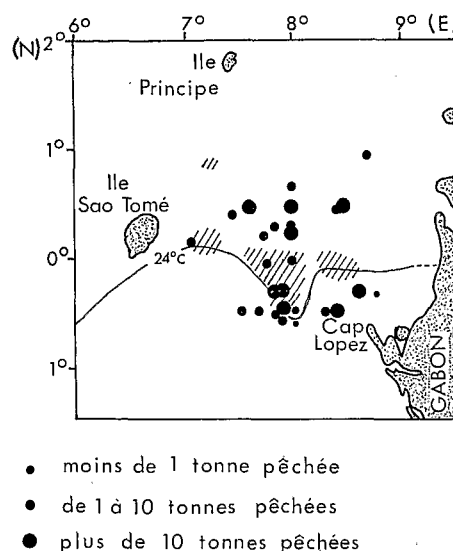 6° 7° 8° 9° (E
(N) 2°
Ile
Principe
1°
Ile
Sao Tomé
0°
24°C
Cap
Lopez
1°
GABON
moins de 1 tonne pêchée
de 1 à 10 tonnes pêchées
plus de 10 tonnes pêchées